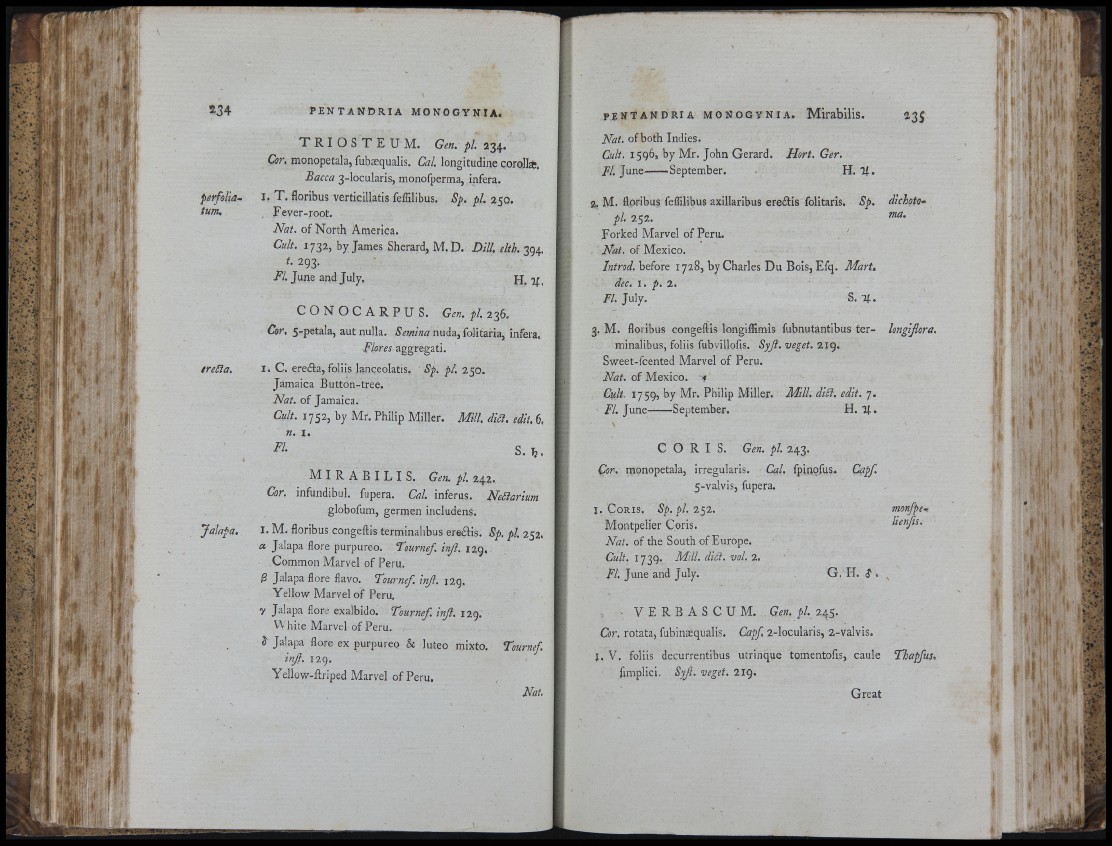 234 PENTANDRIA MONOGYNIA.
TRIOSTEUM. Gen. pl. 234.
Cor. monopetala, ſubæqualis. Cal. longitudine corollæ.
Bacca 3-locularis, monoſperma, infera.
perfolia- 1. T. floribus verticillatis ſeſſilibus. Sp. pl. 250.
tum. Fever-root.
Nat. of North America.
Cult. 1732, by James Sherard, M.D. Dill. elth. 394.
t. 293.
Fl. June and July. H. ♃.
CONOCARPUS. Gen. pl. 236.
Cor. 5-petala, aut nulla. Semina nuda, ſolitaria, infera.
Flores aggregati.
erecta. 1. C. erecta, foliis lanceolatis. Sp. pl. 250.
Jamaica Button-tree.
Nat. of Jamaica.
Cult. 1752, by Mr. Philip Miller. Mill. dict. edit. 6.
n. 1.
Fl. S. ♄.
MIRABILIS. Gen. pl. 242.
Cor. infundibul. ſupera. Cal. inferus. Nectarium
globoſum, germen includens.
Jalapa. 1. M. floribus congeſtis terminalibus erectis. Sp. pl. 252.
α Jalapa flore purpureo. Tournef. inſt. 129.
Common Marvel of Peru.
β Jalapa flore flavo. Tournef. inſt. 129.
Yellow Marvel of Peru.
γ Jalapa flore exalbido. Tournef. inſt. 129.
White Marvel of Peru.
δ Jalapa flore ex purpureo & luteo mixto. Tournef.
inſt. 129.
Yellow-ſtriped Marvel of Peru.
Nat.
PENTANDRIA MONOGYNIA. Mirabilis. 235
Nat. of both Indies.
Cult. 1596, by Mr. John Gerard. Hort. Ger.
Fl. June——September. H. ♃.
2. M. floribus ſeſſilibus axillaribus erectis ſolitaris. Sp. dichoto-
pl. 252. ma.
Forked Marvel of Peru.
Nat. of Mexico.
Introd. before 1728, by Charles Du Bois, Eſq. Mart.
dec. 1. p. 2.
Fl. July. S. ♃.
3. M. floribus congeſtis longiſſimis ſubnutantibus ter- longiflora.
minalibus, foliis ſubvilloſis. Syſt. veget. 219.
Sweet-ſcented Marvel of Peru.
Nat. of Mexico.
Cult. 1759, by Mr. Philip Miller. Mill. dict. edit. 7.
Fl. June——September. H. ♃.
CORIS. Gen. pl. 243.
Cor. monopetala, irregularis. Cal. ſpinoſus. Capſ.
5-valvis, ſupera.
1. CORIS. Sp. pl. 252. monſpe-
Montpelier Coris. lienſis.
Nat. of the South of Europe.
Cult. 1739. Mill. dict. vol. 2.
Fl. June and July. G. H. ♂.
VERBASCUM. Gen. pl. 245.
Cor. rotata, ſubinæqualis. Capſ. 2-locularis, 2-valvis.
1. V. foliis decurrentibus utrinque tomentoſis, caule Thapſus.
ſimplici. Syſt. veget. 219.
Great